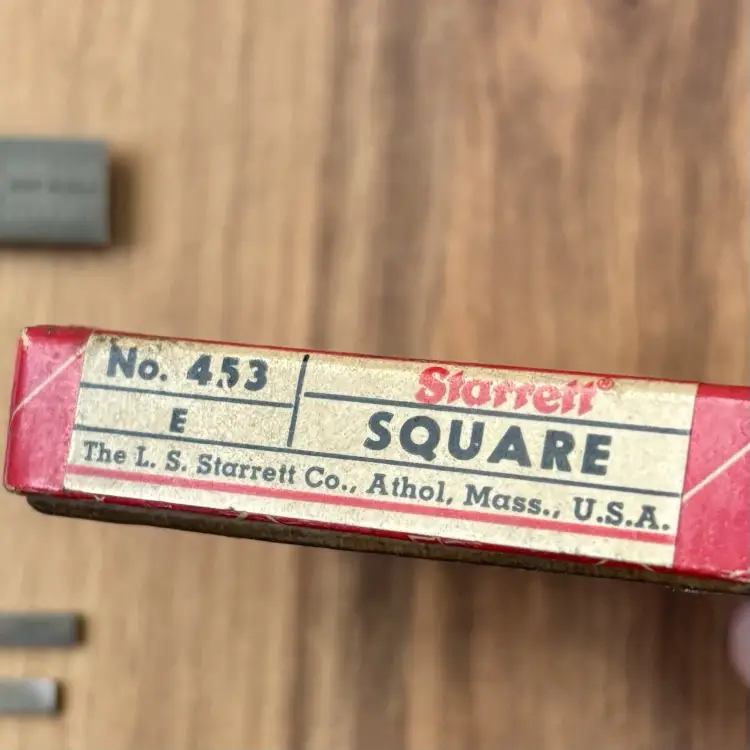 No. 453
E
Starrett®
SQUARE
The L. S. Starrett Co., Athol, Mass., U.S.A.